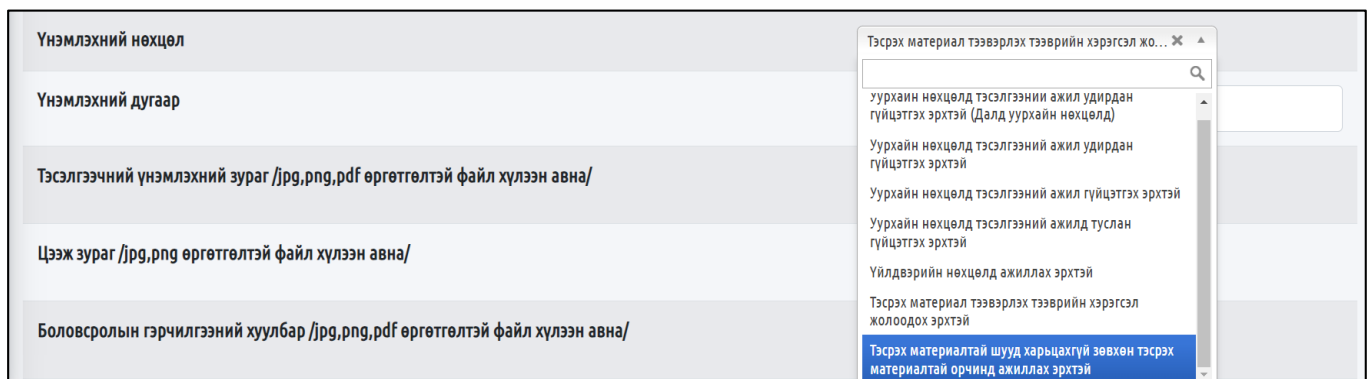 Үнэмлэхний нөхцөл
Тэсрэх материал тээвэрлэх тээврийн хэрэгсэл жо...
Үнэмлэхний дугаар
Уурхайн нөхцөлд тэсэлгээний ажил удирдан
гүйцэтгэх эрхтэй (Далд уурхайн нөхцөлд)
Уурхайн нөхцөлд тэсэлгээний ажил удирдан
гүйцэтгэх эрхтэй
Тэсэлгээчний үнэмлэхний зураг /jpg,png,pdf өргөтгөлтэй файл хүлээн авна/
Уурхайн нөхцөлд тэсэлгээний ажил гүйцэтгэх эрхтэй
Уурхайн нөхцөлд тэсэлгээний ажилд туслан
гүйцэтгэх эрхтэй
Цээж зураг /jpg,png өргөтгөлтэй файл хүлээн авна/
Үйлдвэрийн нөхцөлд ажиллах эрхтэй
Тэсрэх материал тээвэрлэх тээврийн хэрэгсэл
жолоодох эрхтэй
Боловсролын гэрчилгээний хуулбар /jpg,png,pdf өргөтгөлтэй файл хүлээн авна/
Тэсрэх материалтай шууд харьцахгүй зөвхөн тэсрэх
материалтай орчинд ажиллах эрхтэй